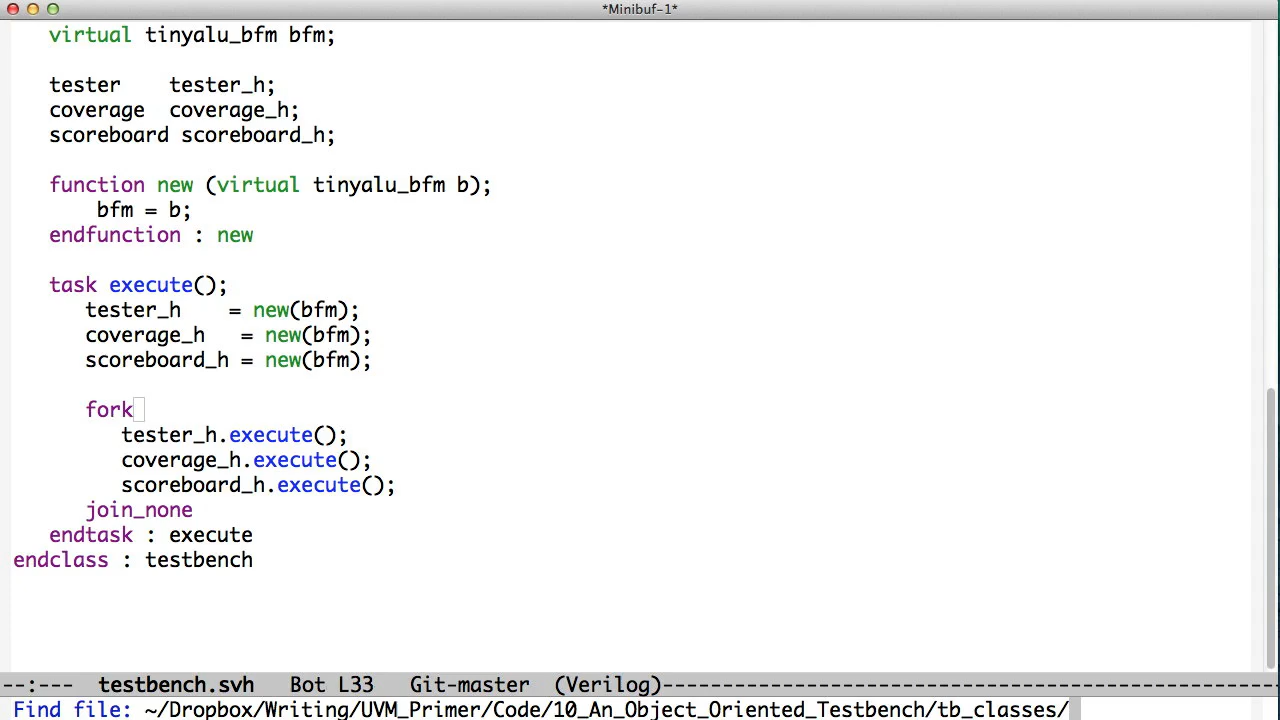 *Minibuf-1*
virtual tinyalu_bfm bfm;
tester    tester_h;
coverage  coverage_h;
scoreboard scoreboard_h;
function new (virtual tinyalu_bfm b);
bfm = b;
endfunction : new
task execute();
tester_h    = new(bfm);
coverage_h   = new(bfm);
scoreboard_h = new(bfm);
fork
tester_h.execute();
coverage_h.execute();
scoreboard_h.execute();
join_none
endtask : execute
endclass : testbench
--:---  testbench.svh   Bot L33   Git-master  (Verilog)----------------------------------------------------
Find file: ~/Dropbox/Writing/UVM_Primer/Code/10_An_Object_Oriented_Testbench/tb_classes/